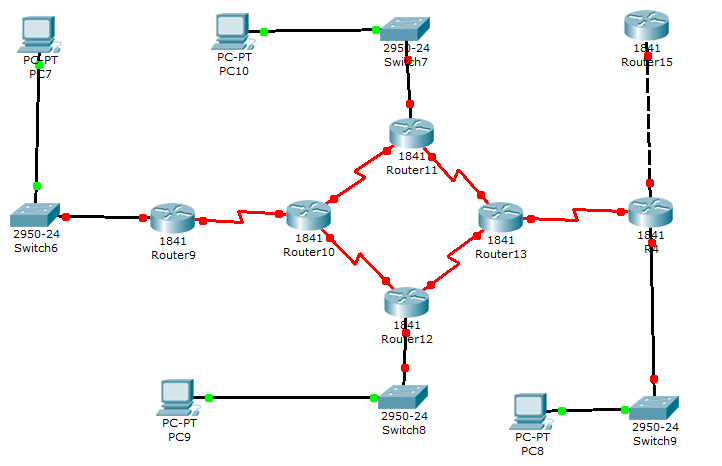 PC-PT
PC7
PC-PT
PC10
2950-24
Switch7
1841
Router15
1841
Router11
2950-24
Switch6
1841
Router9
1841
Router10
1841
Router13
1841
R4
1841
Router12
PC-PT
PC9
2950-24
Switch8
PC-PT
PC8
2950-24
Switch9